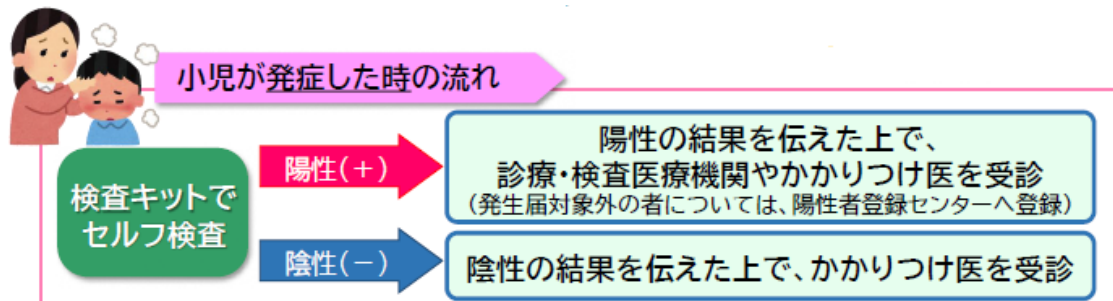 小児が発症した時の流れ
検査キットで
セルフ検査
陽性(+)
陽性の結果を伝えた上で、
診療・検査医療機関やかかりつけ医を受診
(発生届対象外の者については、陽性者登録センターへ登録)
陰性(-)
陰性の結果を伝えた上で、かかりつけ医を受診